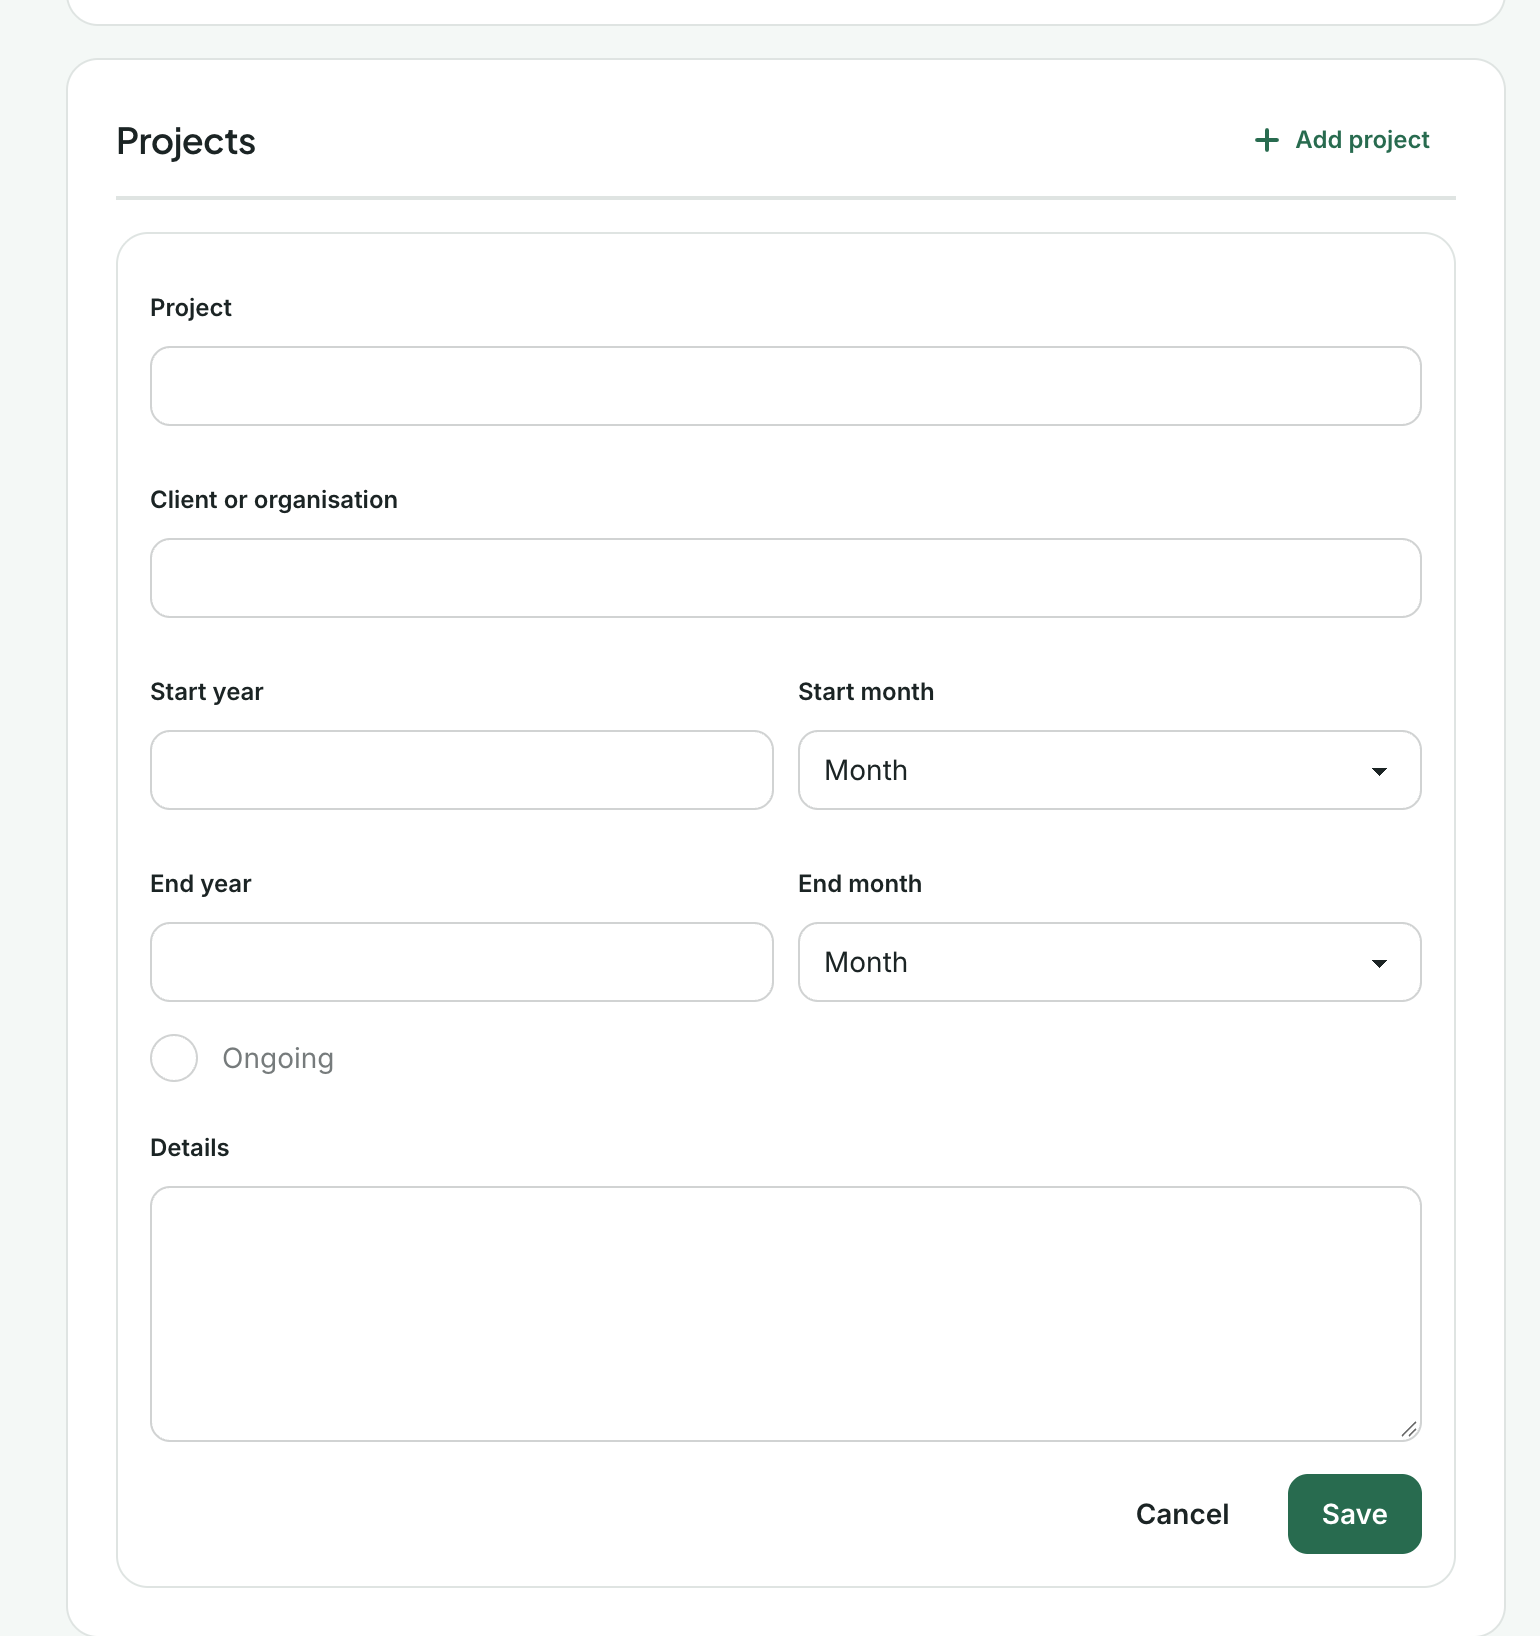 Projects
Add project
Project
Client or organisation
Start year
Start month
Month
End year
End month
Month
Ongoing
Details
Cancel
Save